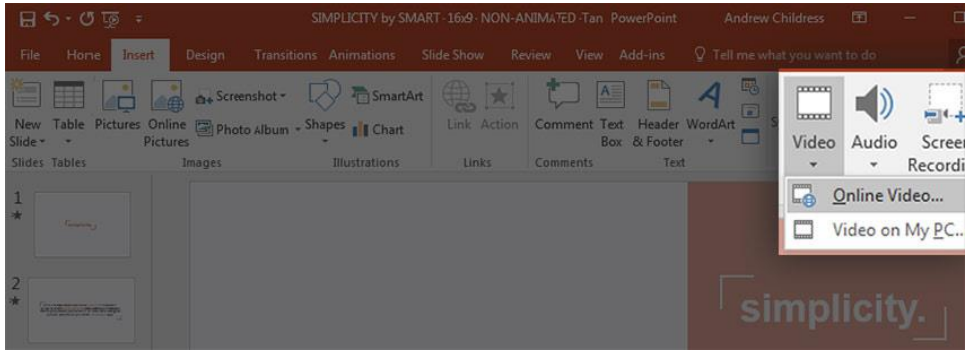 SIMPLICITY by SMART - 16x9 - NON-ANIMATED -Tan PowerPoint Andrew Childress
File Home Insert Design Transitions Animations Slide Show Review View Add-ins Tell me what you want to do
New Slide Table Pictures Online Pictures Screenshot Photo Album Shapes SmartArt Chart Link Action Comment Text Box Header & Footer WordArt Video Audio
Slides Tables Images Illustrations Links Comments Text
Online Video...
Video on My PC...
1
2
simplicity.